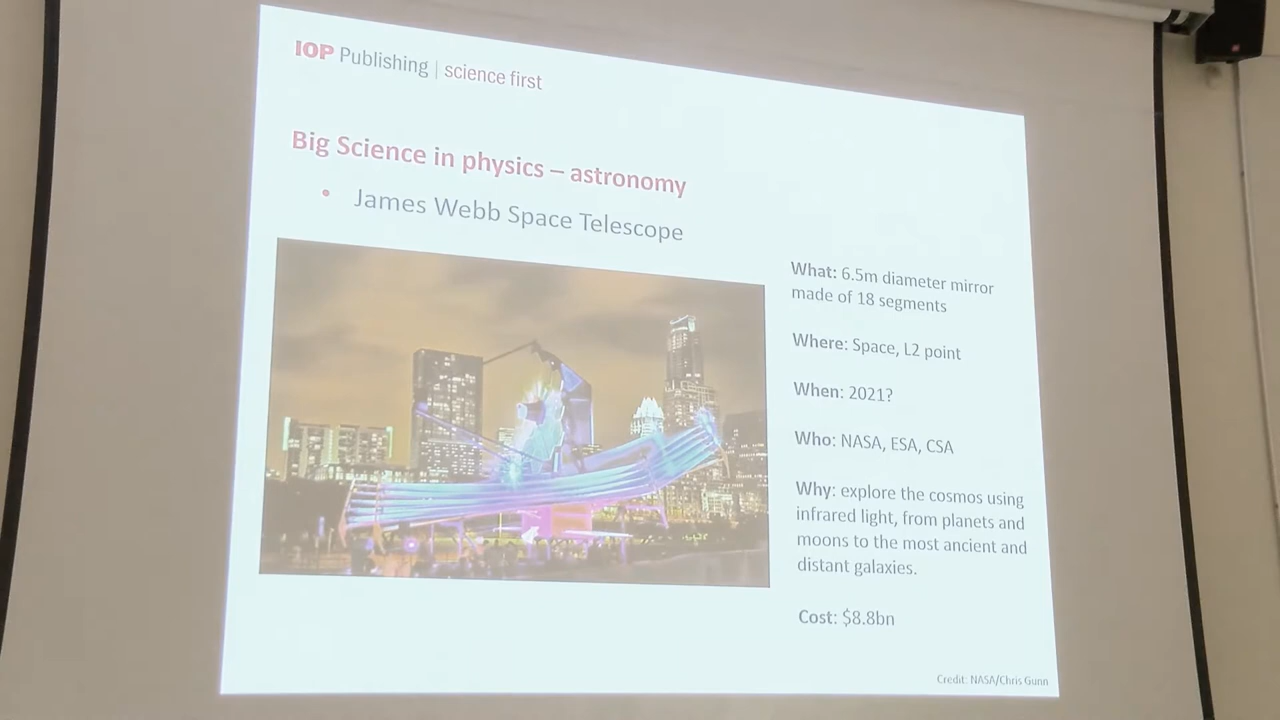 IOP Publishing | science first
Big Science in physics – astronomy
• James Webb Space Telescope
What: 6.5m diameter mirror
made of 18 segments
Where: Space, L2 point
When: 2021?
Who: NASA, ESA, CSA
Why: explore the cosmos using
infrared light, from planets and
moons to the most ancient and
distant galaxies.
Cost: $8.8bn
Credit: NASA/Chris Gunn